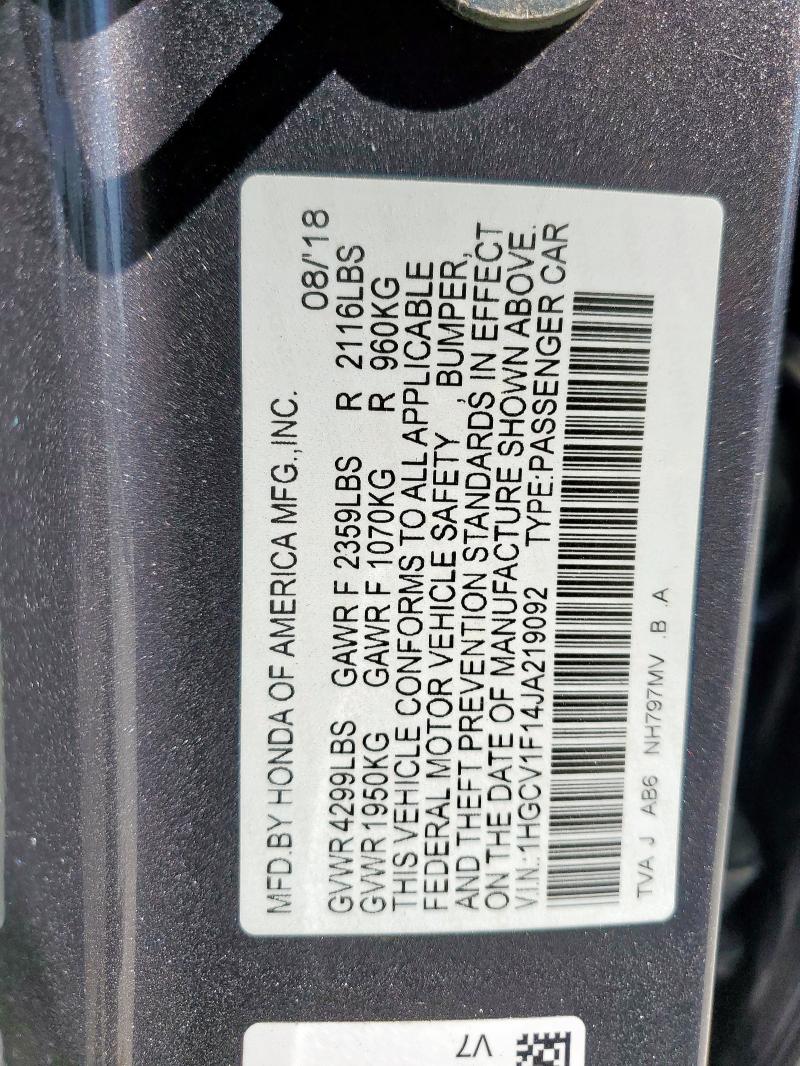 MFD.BY HONDA OF AMERICA MFG.,INC.
08/'18
GVWR 4299LBS GAWR F 2359LBS R 2116LBS
GVWR 1950KG GAWR F 1070KG R 960KG
THIS VEHICLE CONFORMS TO ALL APPLICABLE
FEDERAL MOTOR VEHICLE SAFETY , BUMPER,
AND THEFT PREVENTION STANDARDS IN EFFECT
ON THE DATE OF MANUFACTURE SHOWN ABOVE.
V.I.N.:1HGCV1F14JA219092 TYPE:PASSENGER CAR
TVA J AB6 NH797MV .B .A
V7